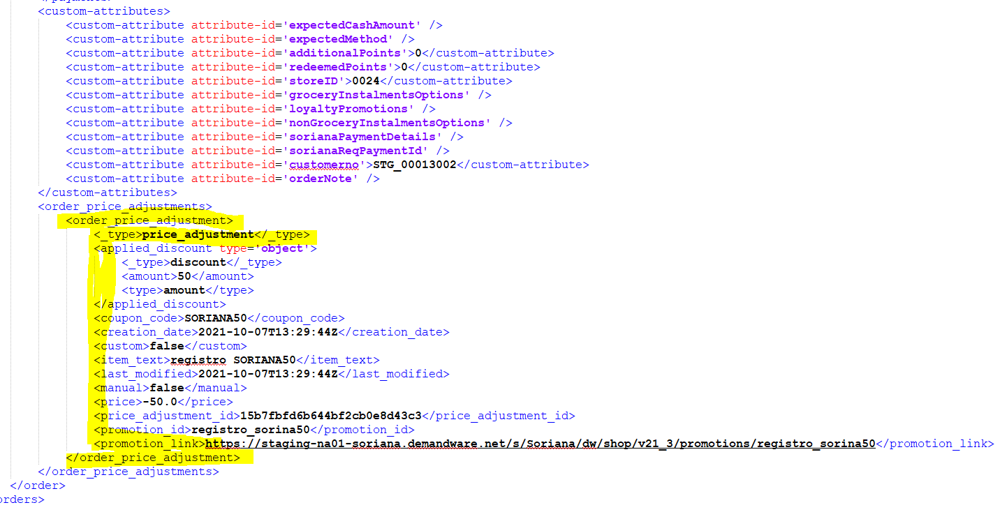 </payments>
<custom-attributes>
<custom-attribute attribute-id='expectedCashAmount' />
<custom-attribute attribute-id='expectedMethod' />
<custom-attribute attribute-id='additionalPoints'>0</custom-attribute>
<custom-attribute attribute-id='redeemedPoints'>0</custom-attribute>
<custom-attribute attribute-id='storeID'>0024</custom-attribute>
<custom-attribute attribute-id='groceryInstalmentsOptions' />
<custom-attribute attribute-id='loyaltyPromotions' />
<custom-attribute attribute-id='nonGroceryInstalmentsOptions' />
<custom-attribute attribute-id='sorianaPaymentDetails' />
<custom-attribute attribute-id='sorianaReqPaymentId' />
<custom-attribute attribute-id='customerno'>STG_00013002</custom-attribute>
<custom-attribute attribute-id='orderNote' />
</custom-attributes>
<order_price_adjustments>
<order_price_adjustment>
<_type>price_adjustment</_type>
<applied_discount type='object'>
<_type>discount</_type>
<amount>50</amount>
<type>amount</type>
</applied_discount>
<coupon_code>SORIANA50</coupon_code>
<creation_date>2021-10-07T13:29:44Z</creation_date>
<custom>false</custom>
<item_text>registro SORIANA50</item_text>
<last_modified>2021-10-07T13:29:44Z</last_modified>
<manual>false</manual>
<price>-50.0</price>
<price_adjustment_id>15b7fbfd6b644bf2cb0e8d43c3</price_adjustment_id>
<promotion_id>registro_sorina50</promotion_id>
<promotion_link>https://staging-na01-soriana.demandware.net/s/Soriana/dw/shop/v21_3/promotions/registro_sorina50</promotion_link>
</order_price_adjustment>
</order_price_adjustments>
</order>
orders>